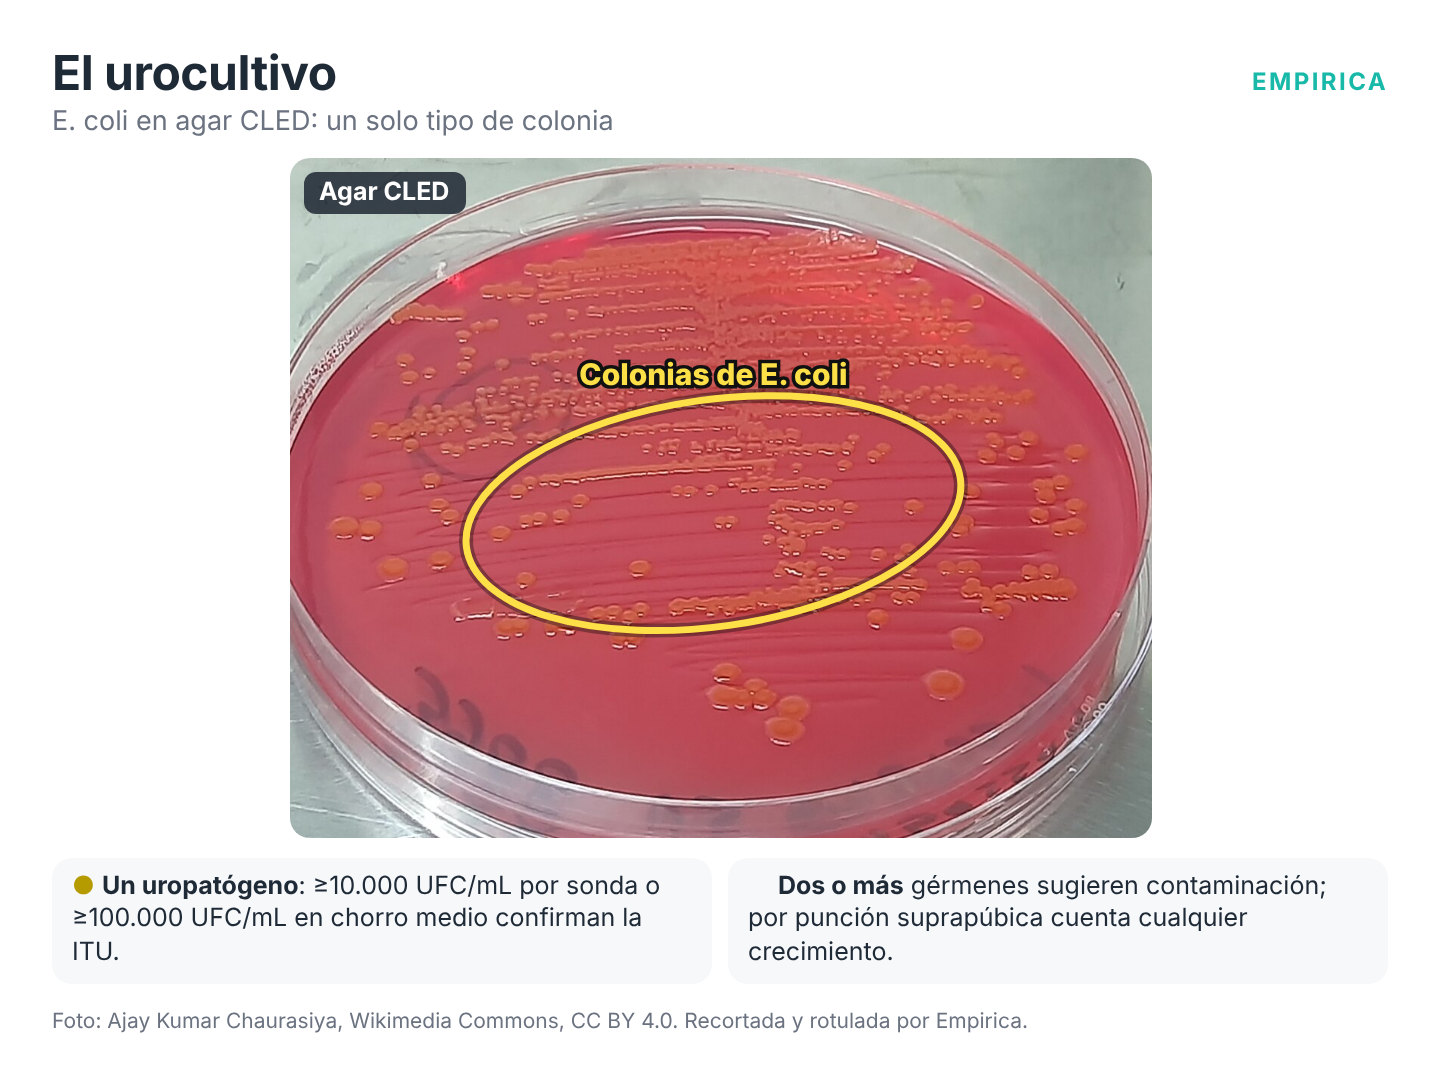 El urocultivo
EMPIRICA
E. coli en agar CLED: un solo tipo de colonia
Agar CLED
Colonias de E. coli
Un uropatógeno: ≥10.000 UFC/mL por sonda o
≥100.000 UFC/mL en chorro medio confirman la
ITU.
Dos o más gérmenes sugieren contaminación;
por punción suprapúbica cuenta cualquier
crecimiento.
Foto: Ajay Kumar Chaurasiya, Wikimedia Commons, CC BY 4.0. Recortada y rotulada por Empirica.